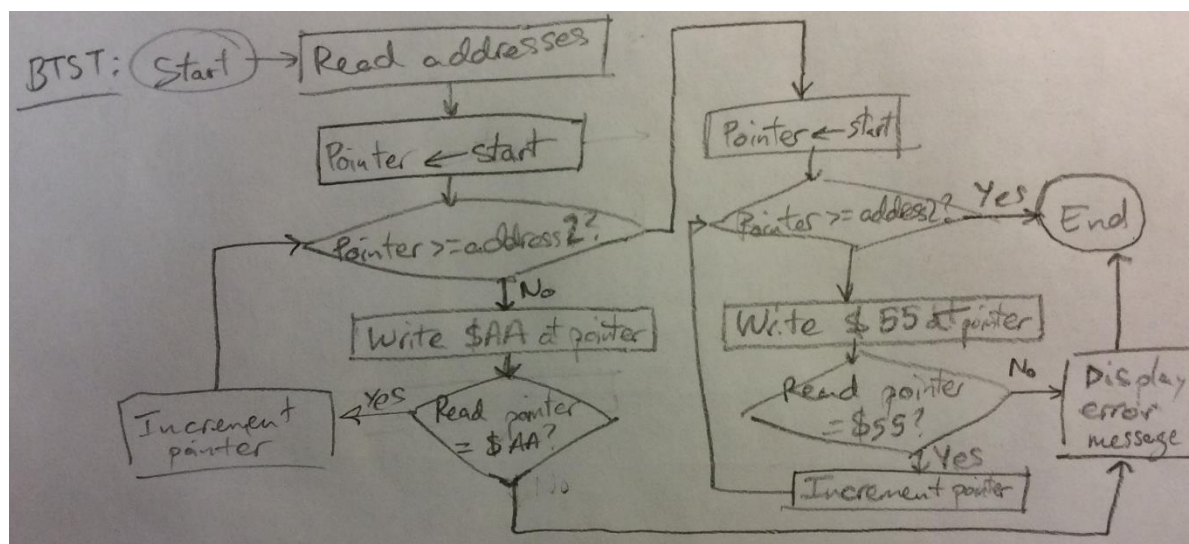 BTST:
Start
Read addresses
Pointer ← start
Pointer >= address2?
No
Write $AA at pointer
Read pointer
= $AA?
Yes
Increment
pointer
No
Pointer ← start
Pointer >= addes2?
Yes
End
Write $55 at pointer
Read pointer
= $55?
No
Display
error
message
Yes
Increment pointer